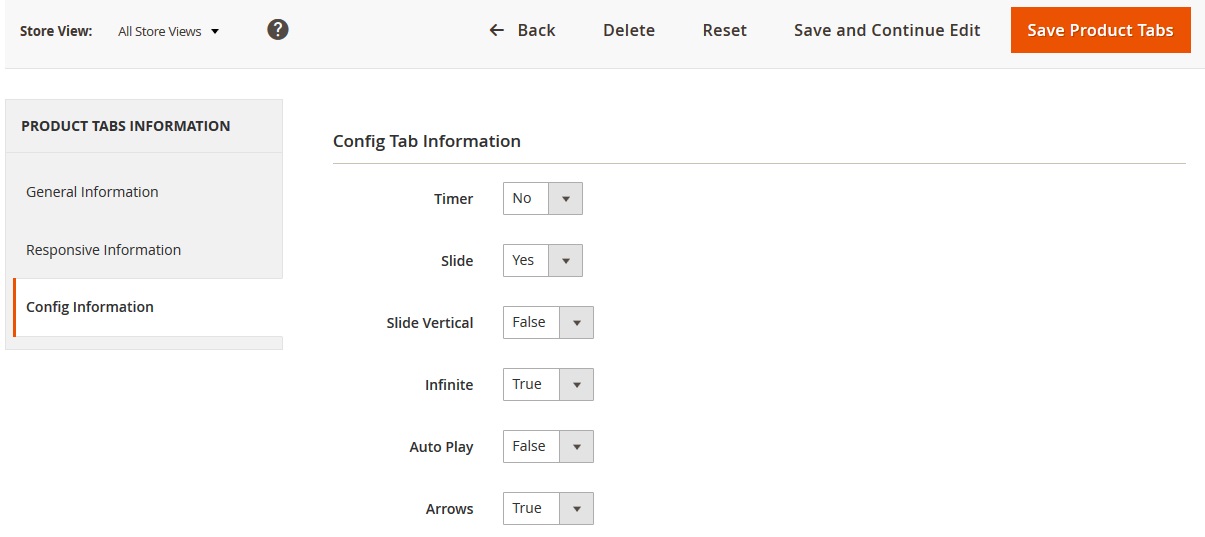 Store View: All Store Views ? Back Delete Reset Save and Continue Edit Save Product Tabs
PRODUCT TABS INFORMATION
General Information
Responsive Information
Config Information
Config Tab Information
Timer No
Slide Yes
Slide Vertical False
Infinite True
Auto Play False
Arrows True